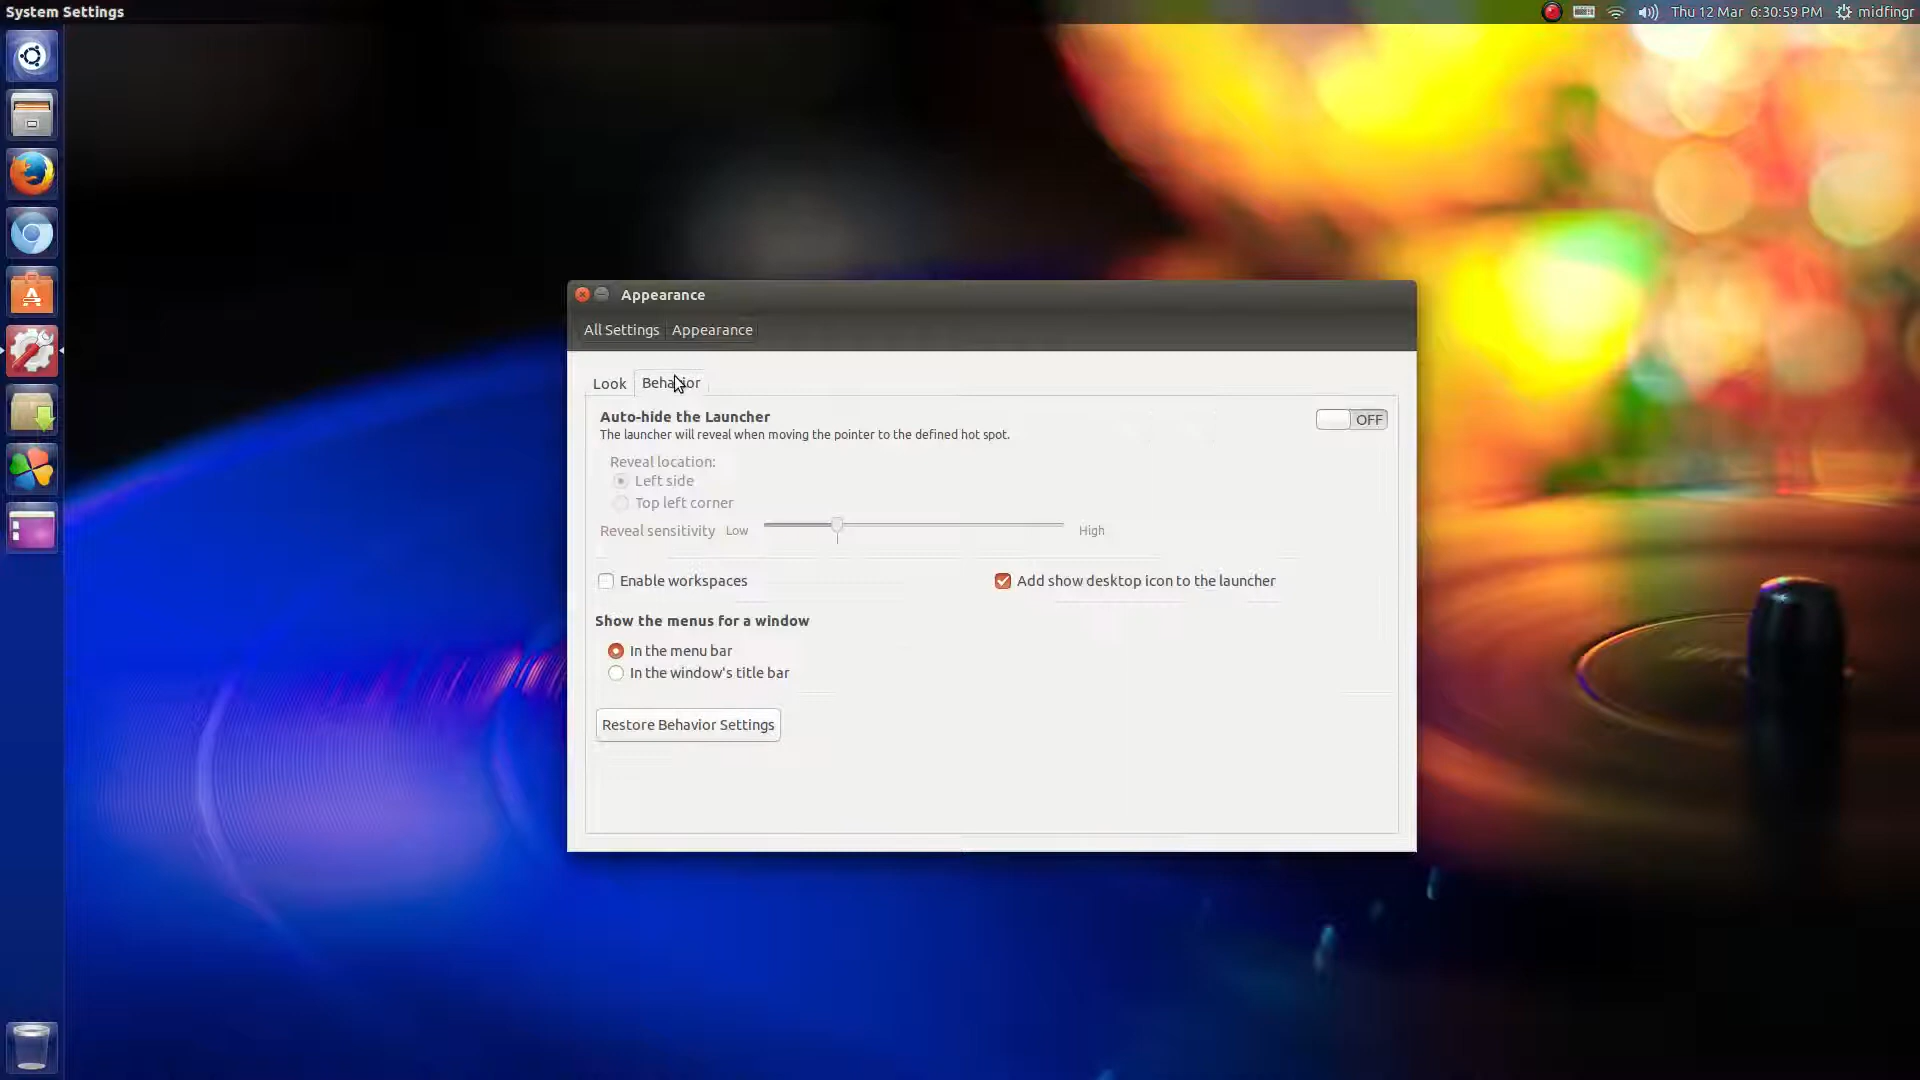 System Settings
Thu 12 Mar 6:30:59 PM midfingr
Appearance
All Settings Appearance
Look Behavior
Auto-hide the Launcher OFF
The launcher will reveal when moving the pointer to the defined hot spot.
Reveal location:
Left side
Top left corner
Reveal sensitivity Low High
Enable workspaces Add show desktop icon to the launcher
Show the menus for a window
In the menu bar
In the window's title bar
Restore Behavior Settings